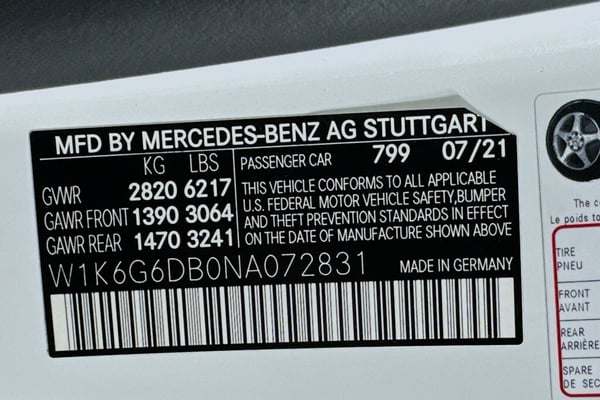 MFD BY MERCEDES-BENZ AG STUTTGART
KG LBS
GVWR 2820 6217
GAWR FRONT 1390 3064
GAWR REAR 1470 3241
PASSENGER CAR 799 07/21
THIS VEHICLE CONFORMS TO ALL APPLICABLE
U.S. FEDERAL MOTOR VEHICLE SAFETY,BUMPER
AND THEFT PREVENTION STANDARDS IN EFFECT
ON THE DATE OF MANUFACTURE SHOWN ABOVE
W1K6G6DB0NA072831 MADE IN GERMANY
The
Le poids
TIRE
PNEU
FRONT
AVANT
REAR
ARRIÈRE
SPARE
DE